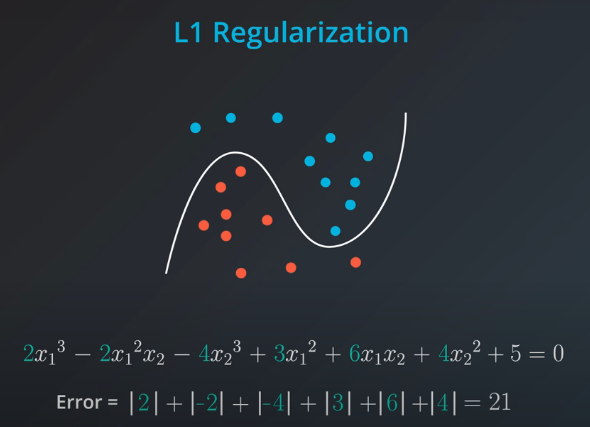 L1 Regularization
2x₁³ − 2x₁²x₂ − 4x₂³ + 3x₁² + 6x₁x₂ + 4x₂² + 5 = 0
Error = |2| + |-2| + |-4| + |3| +|6| +|4| = 21